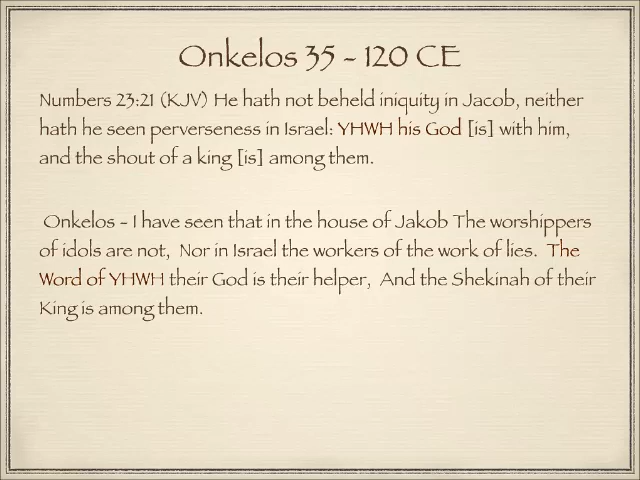 Onkelos 35 - 120 CE
Numbers 23:21 (KJV) He hath not beheld iniquity in Jacob, neither
hath he seen perverseness in Israel: YHWH his God [is] with him,
and the shout of a king [is] among them.
Onkelos - I have seen that in the house of Jakob The worshippers
of idols are not, Nor in Israel the workers of the work of lies. The
Word of YHWH their God is their helper, And the Shekinah of their
King is among them.